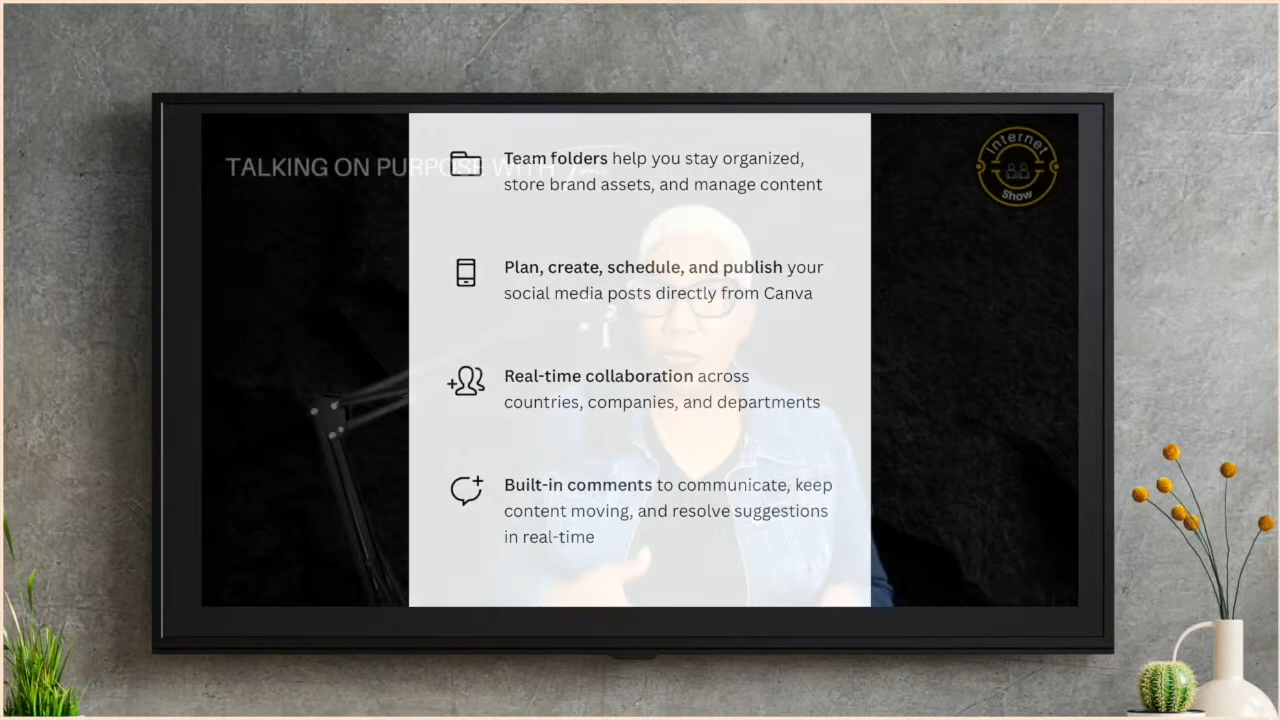 TALKING ON PURPOSE WITH
Internet
Show
Team folders help you stay organized,
store brand assets, and manage content
Plan, create, schedule, and publish your
social media posts directly from Canva
Real-time collaboration across
countries, companies, and departments
Built-in comments to communicate, keep
content moving, and resolve suggestions
in real-time